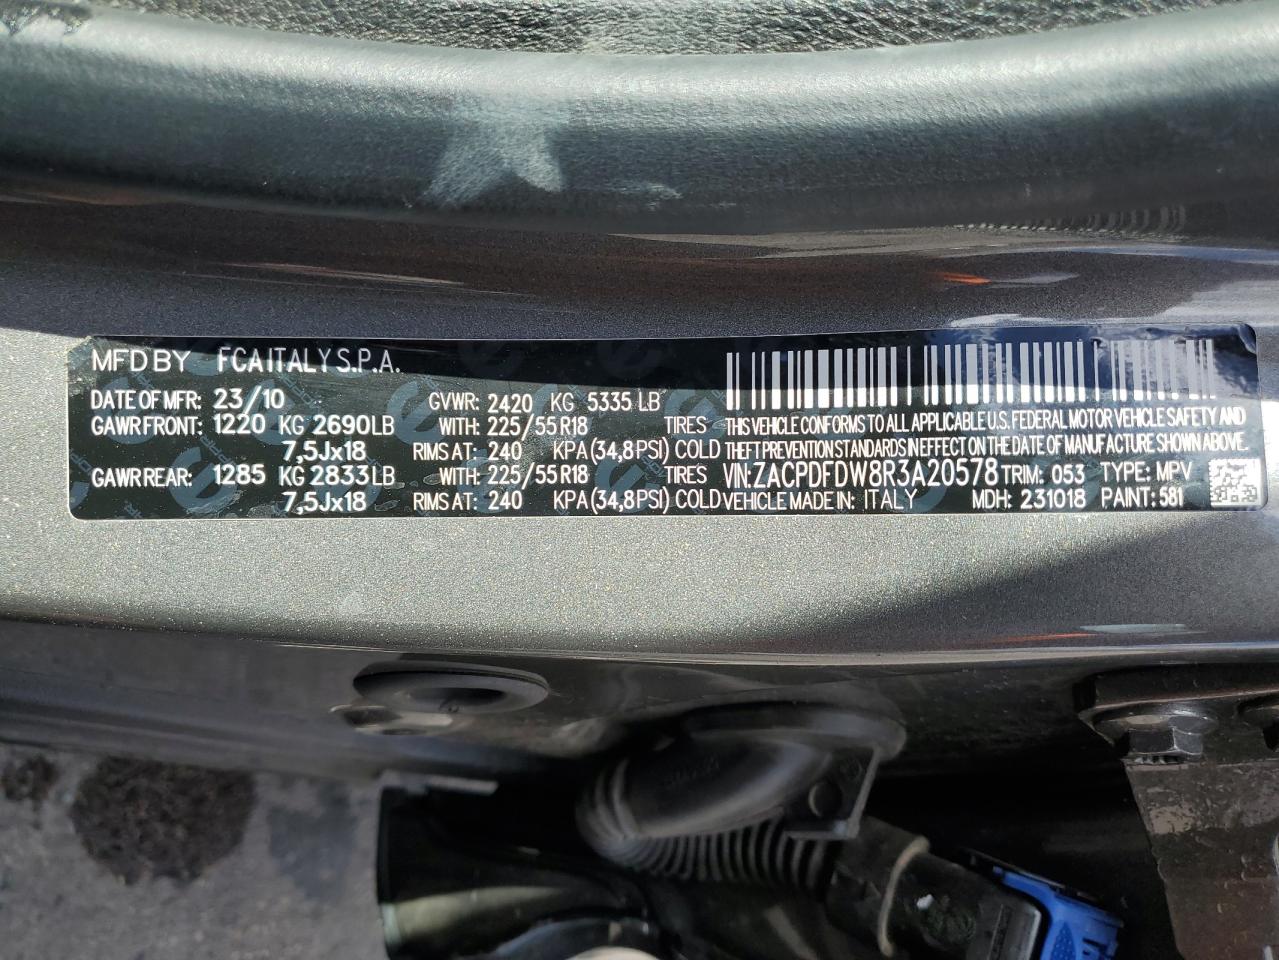 MFD BY FCA ITALY S.P.A.
DATE OF MFR: 23/10 GVWR: 2420 KG 5335 LB
GAWR FRONT: 1220 KG 2690LB WITH: 225/55R18 TIRES
7,5Jx18 RIMS AT: 240 KPA(34,8PSI) COLD
GAWR REAR: 1285 KG 2833LB WITH: 225/55R18 TIRES
7,5Jx18 RIMS AT: 240 KPA(34,8PSI) COLD
THIS VEHICLE CONFORMS TO ALL APPLICABLE U.S. FEDERAL MOTOR VEHICLE SAFETY AND
THEFT PREVENTION STANDARDS IN EFFECT ON THE DATE OF MANUFACTURE SHOWN ABOVE.
VIN:ZACPDFDW8R3A20578 TRIM: 053 TYPE: MPV
VEHICLE MADE IN: ITALY MDH: 231018 PAINT: 581